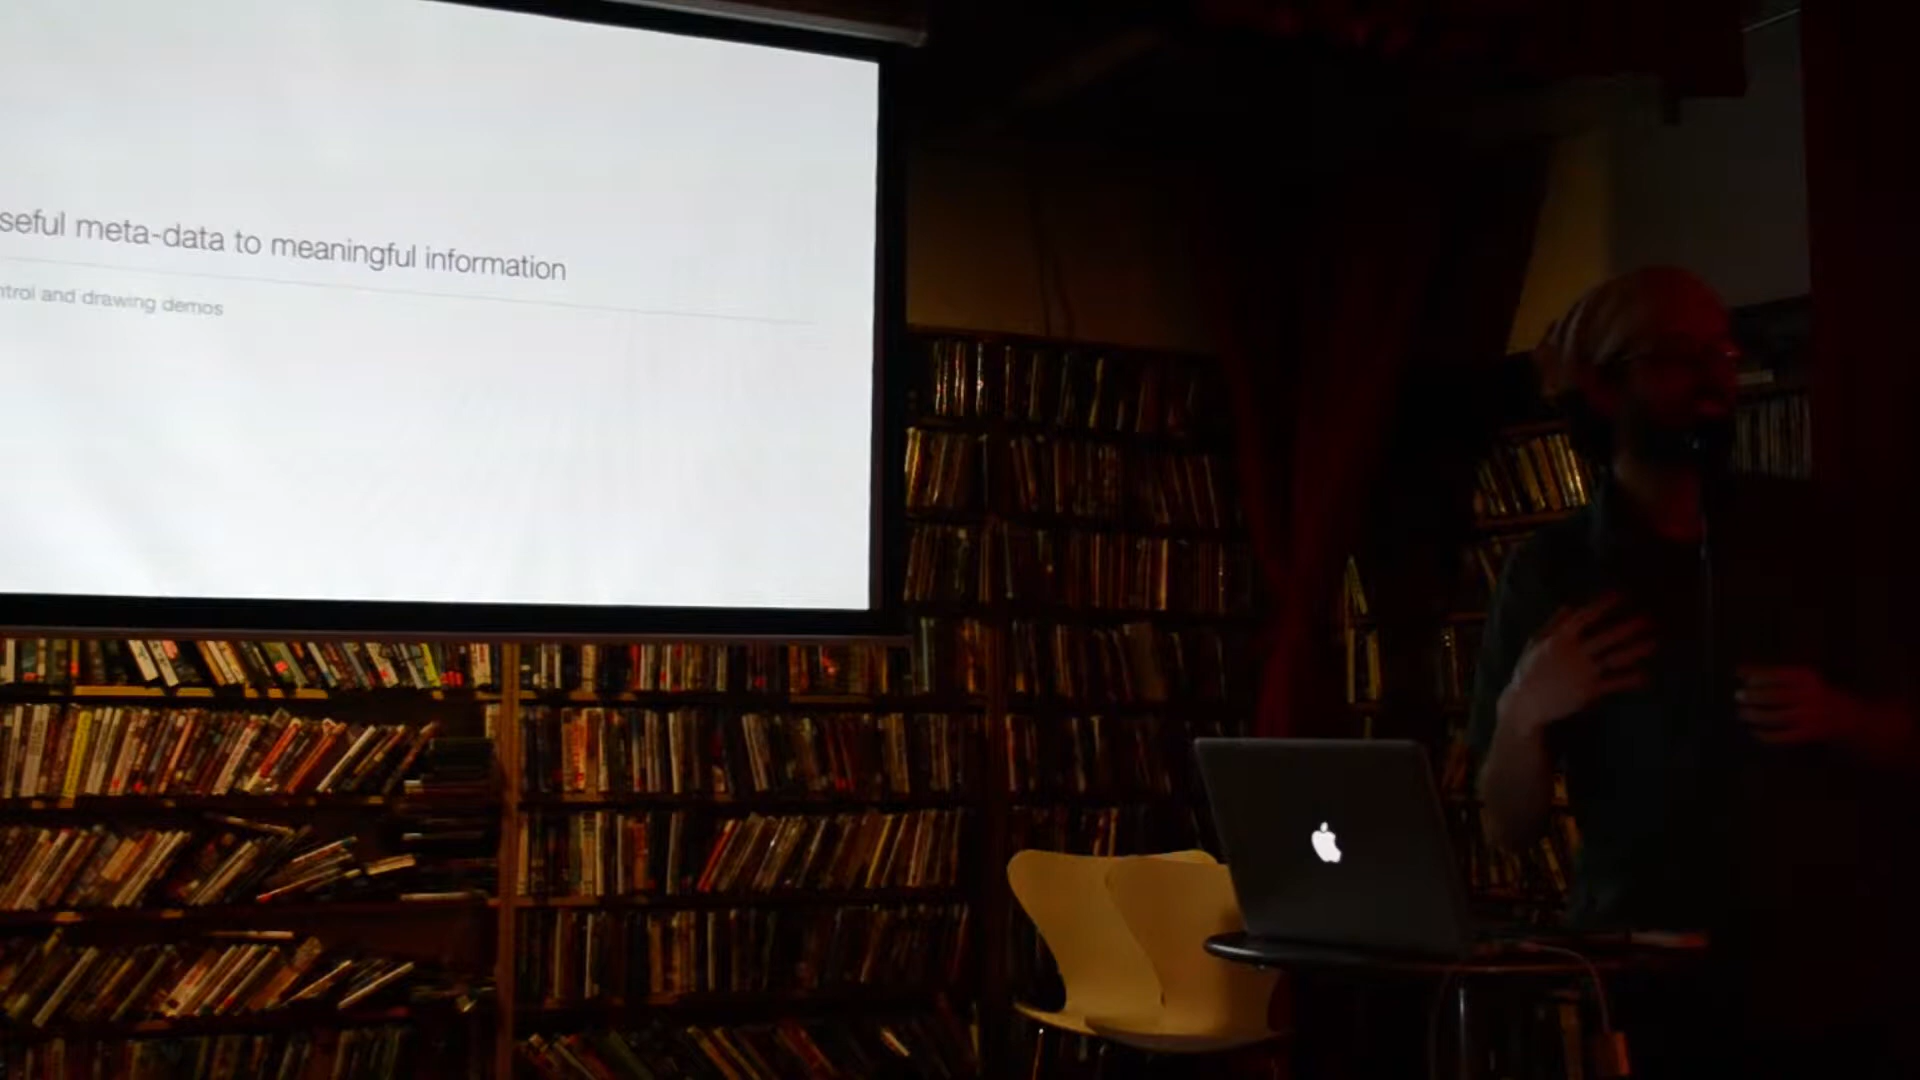 seful meta-data to meaningful information
ntrol and drawing demos